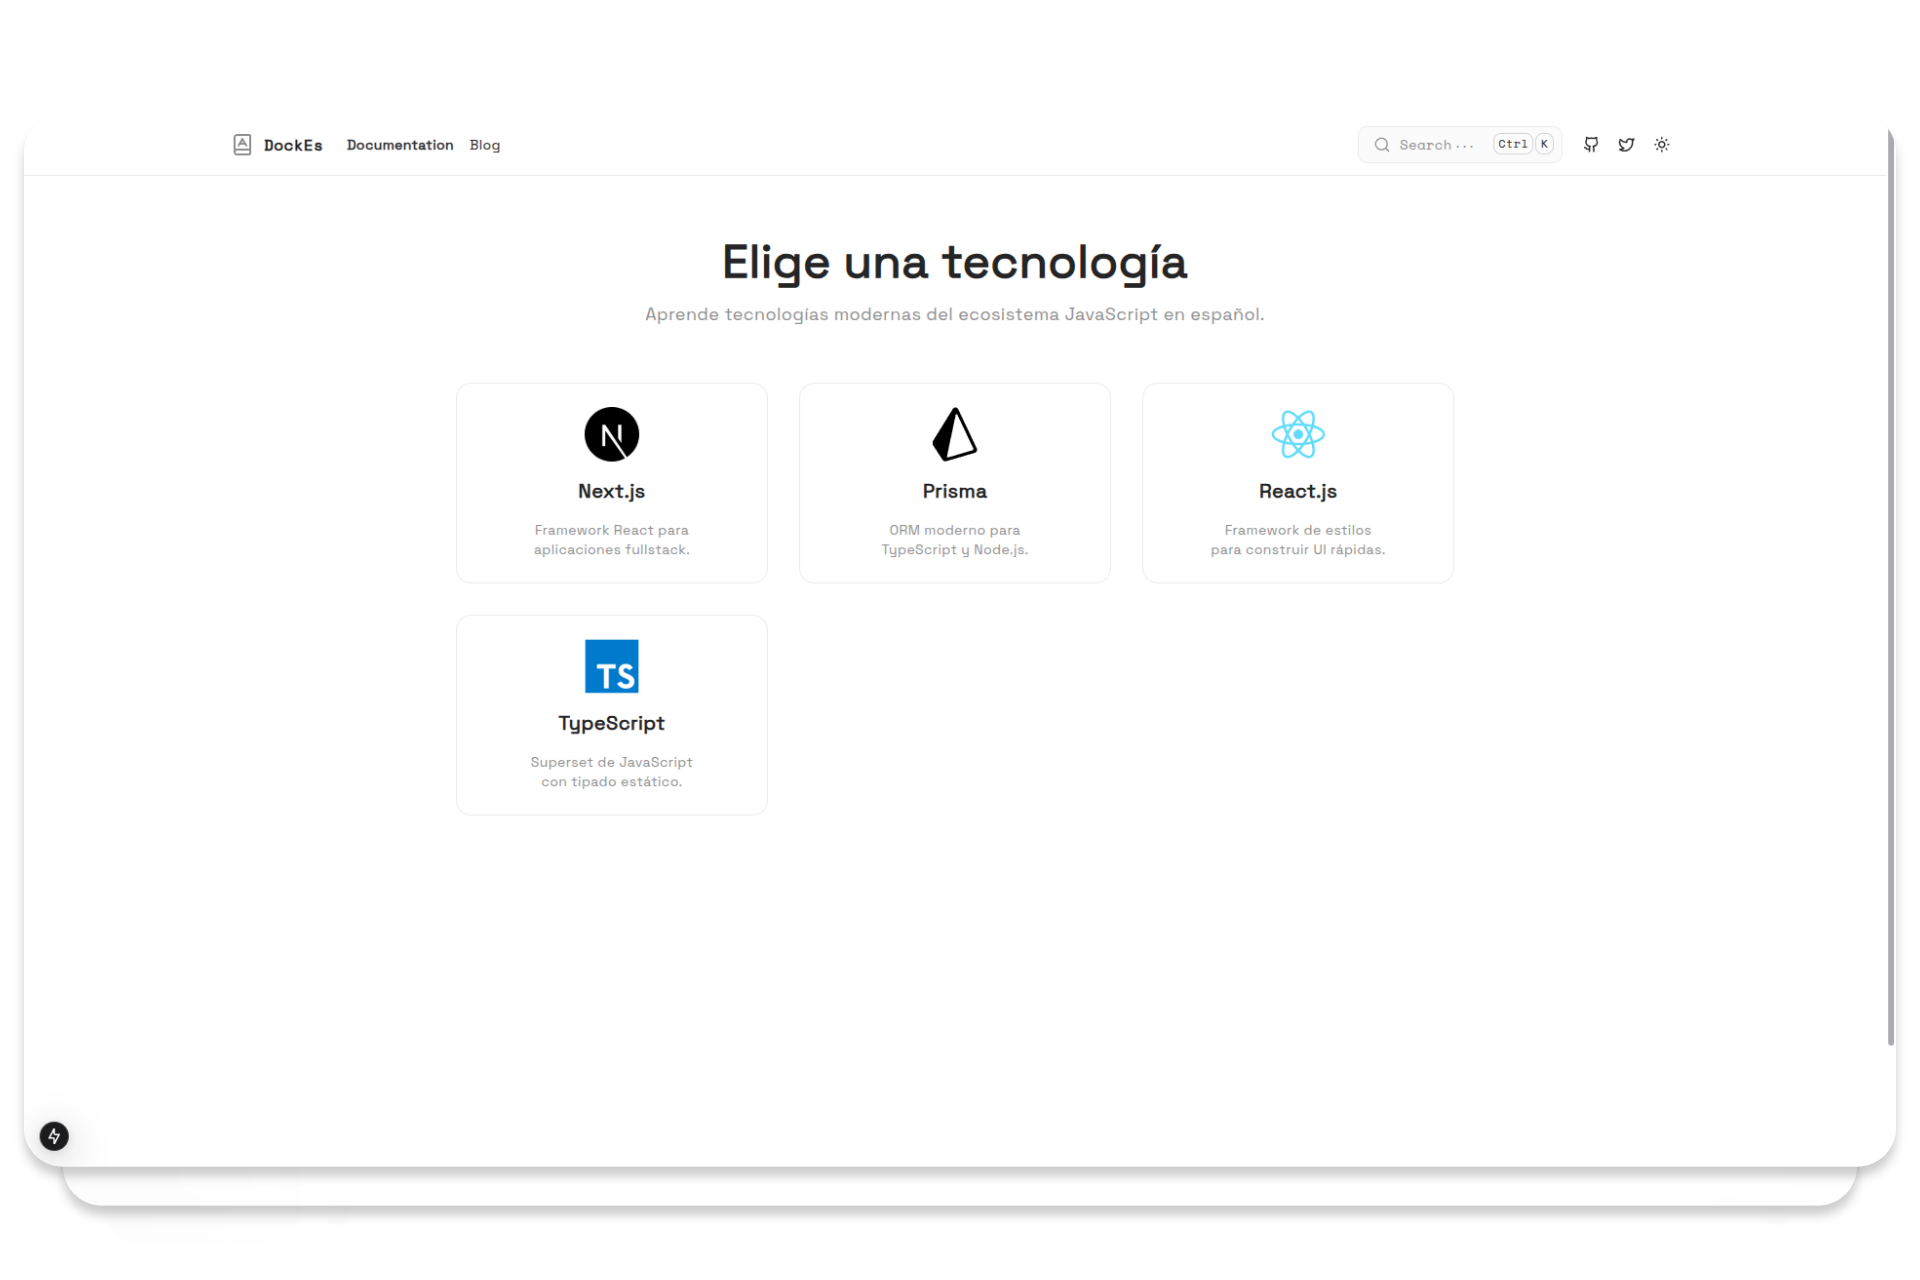 DockEs Documentation Blog Search... Ctrl K
Elige una tecnología
Aprende tecnologías modernas del ecosistema JavaScript en español.
N
Next.js
Framework React para
aplicaciones fullstack.
Prisma
ORM moderno para
TypeScript y Node.js.
React.js
Framework de estilos
para construir UI rápidas.
TS
TypeScript
Superset de JavaScript
con tipado estático.